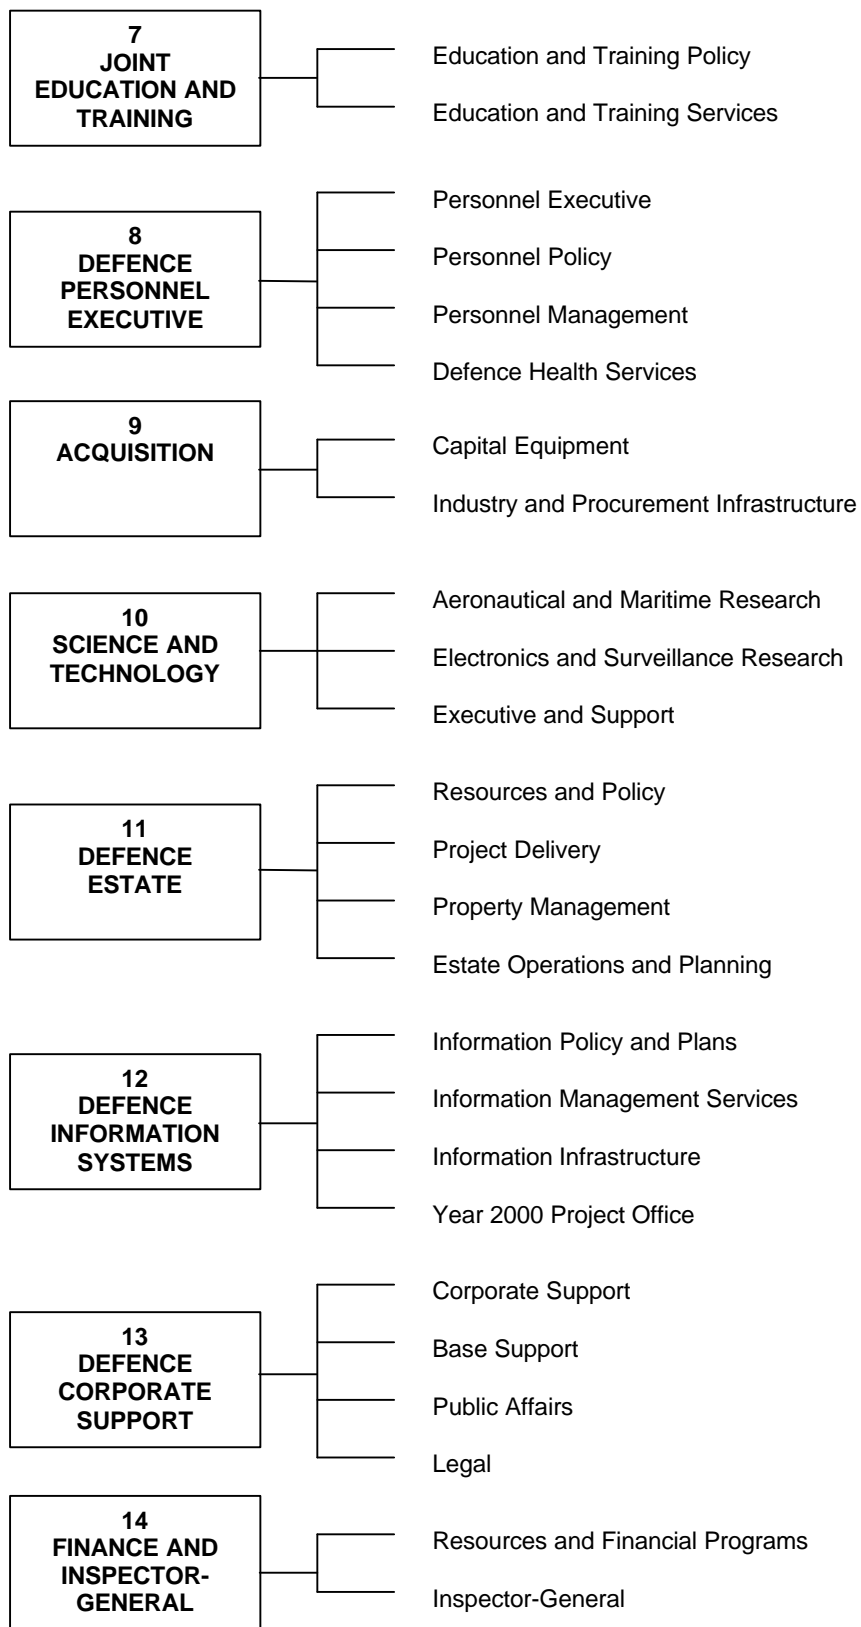 7
JOINT
EDUCATION AND
TRAINING
Education and Training Policy
Education and Training Services
8
DEFENCE
PERSONNEL
EXECUTIVE
Personnel Executive
Personnel Policy
Personnel Management
Defence Health Services
9
ACQUISITION
Capital Equipment
Industry and Procurement Infrastructure
10
SCIENCE AND
TECHNOLOGY
Aeronautical and Maritime Research
Electronics and Surveillance Research
Executive and Support
11
DEFENCE
ESTATE
Resources and Policy
Project Delivery
Property Management
Estate Operations and Planning
12
DEFENCE
INFORMATION
SYSTEMS
Information Policy and Plans
Information Management Services
Information Infrastructure
Year 2000 Project Office
13
DEFENCE
CORPORATE
SUPPORT
Corporate Support
Base Support
Public Affairs
Legal
14
FINANCE AND
INSPECTOR-
GENERAL
Resources and Financial Programs
Inspector-General